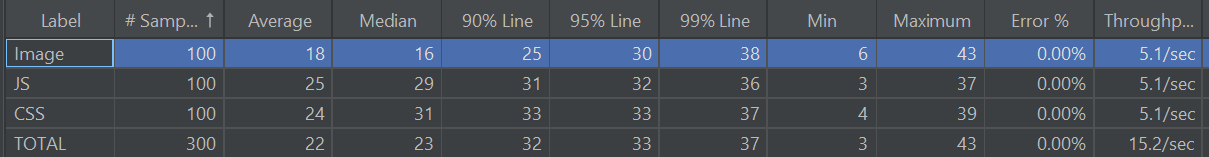 Label # Samp... ↑ Average Median 90% Line 95% Line 99% Line Min Maximum Error % Throughp...
Image 100 18 16 25 30 38 6 43 0.00% 5.1/sec
JS 100 25 29 31 32 36 3 37 0.00% 5.1/sec
CSS 100 24 31 33 33 37 4 39 0.00% 5.1/sec
TOTAL 300 22 23 32 33 37 3 43 0.00% 15.2/sec